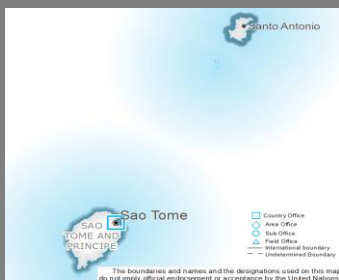 Santo Antonio
Sao Tome
SAO
TOME AND
PRINCIPE
Country Office
Area Office
Sub Office
Field Office
International boundary
Undetermined Boundary
The boundaries and names and the designations used on this map
do not imply official endorsement or acceptance by the United Nations